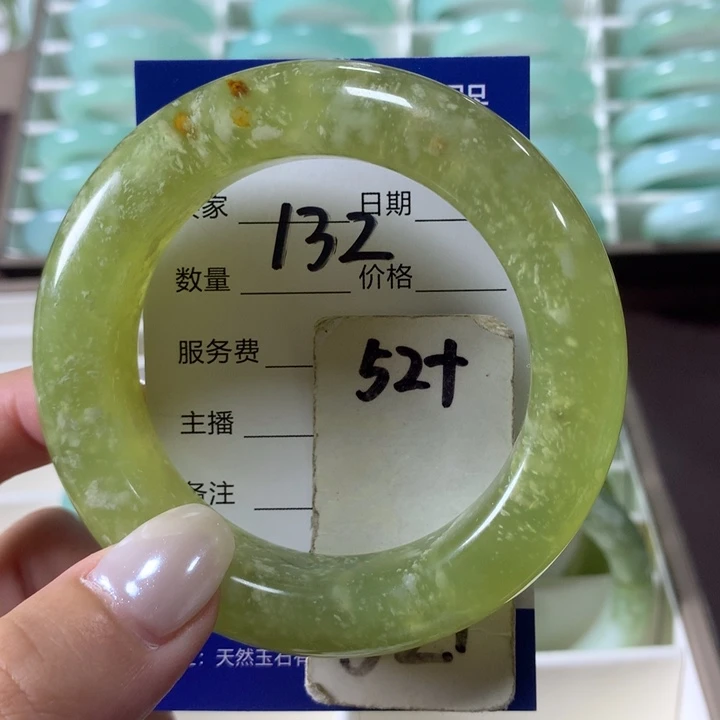 132
家 日期
数量 价格
服务费
52+
主播
备注
：天然玉石